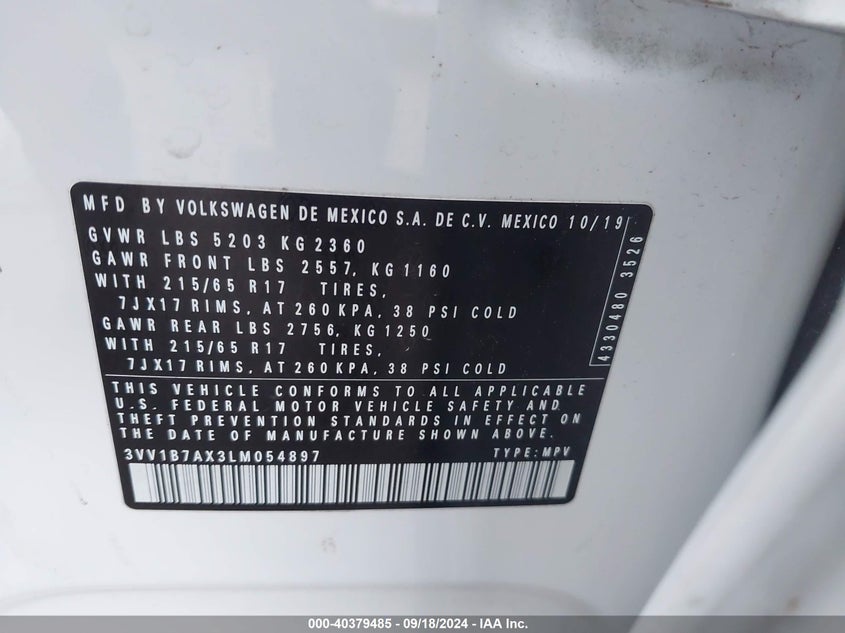 MFD BY VOLKSWAGEN DE MEXICO S.A. DE C.V. MEXICO 10/19
GVWR LBS 5203 KG 2360
GAWR FRONT LBS 2557, KG 1160
WITH 215/65 R17 TIRES,
7JX17 RIMS, AT 260 KPA, 38 PSI COLD
GAWR REAR LBS 2756, KG 1250
WITH 215/65 R17 TIRES,
7JX17 RIMS, AT 260 KPA, 38 PSI COLD
4330480 3526
THIS VEHICLE CONFORMS TO ALL APPLICABLE
U.S. FEDERAL MOTOR VEHICLE SAFETY AND
THEFT PREVENTION STANDARDS IN EFFECT ON
THE DATE OF MANUFACTURE SHOWN ABOVE.
3VV1B7AX3LM054897 TYPE: MPV
000-40379485 - 09/18/2024 - IAA Inc.